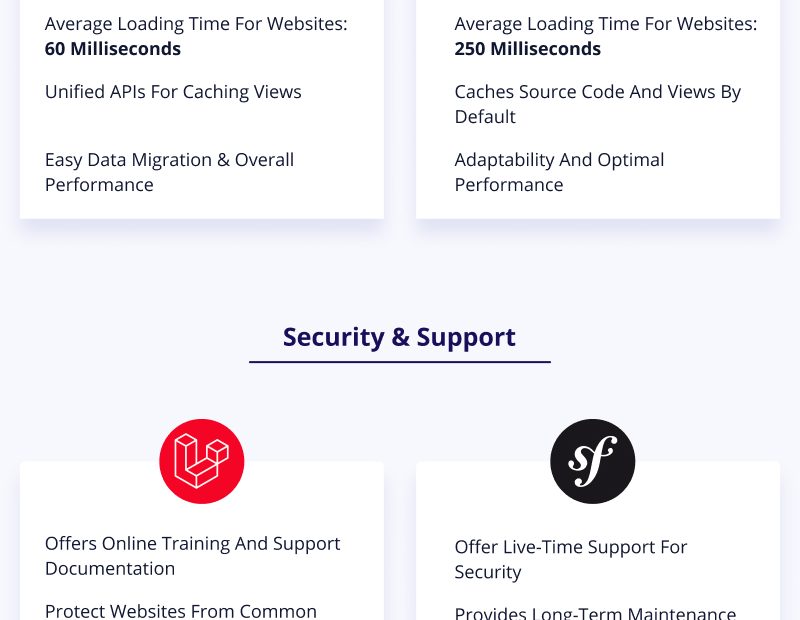 Average Loading Time For Websites:
60 Milliseconds
Unified APIs For Caching Views
Easy Data Migration & Overall
Performance
Average Loading Time For Websites:
250 Milliseconds
Caches Source Code And Views By
Default
Adaptability And Optimal
Performance
Security & Support
Offers Online Training And Support
Documentation
Protect Websites From Common
sf
Offer Live-Time Support For
Security
Provides Long-Term Maintenance